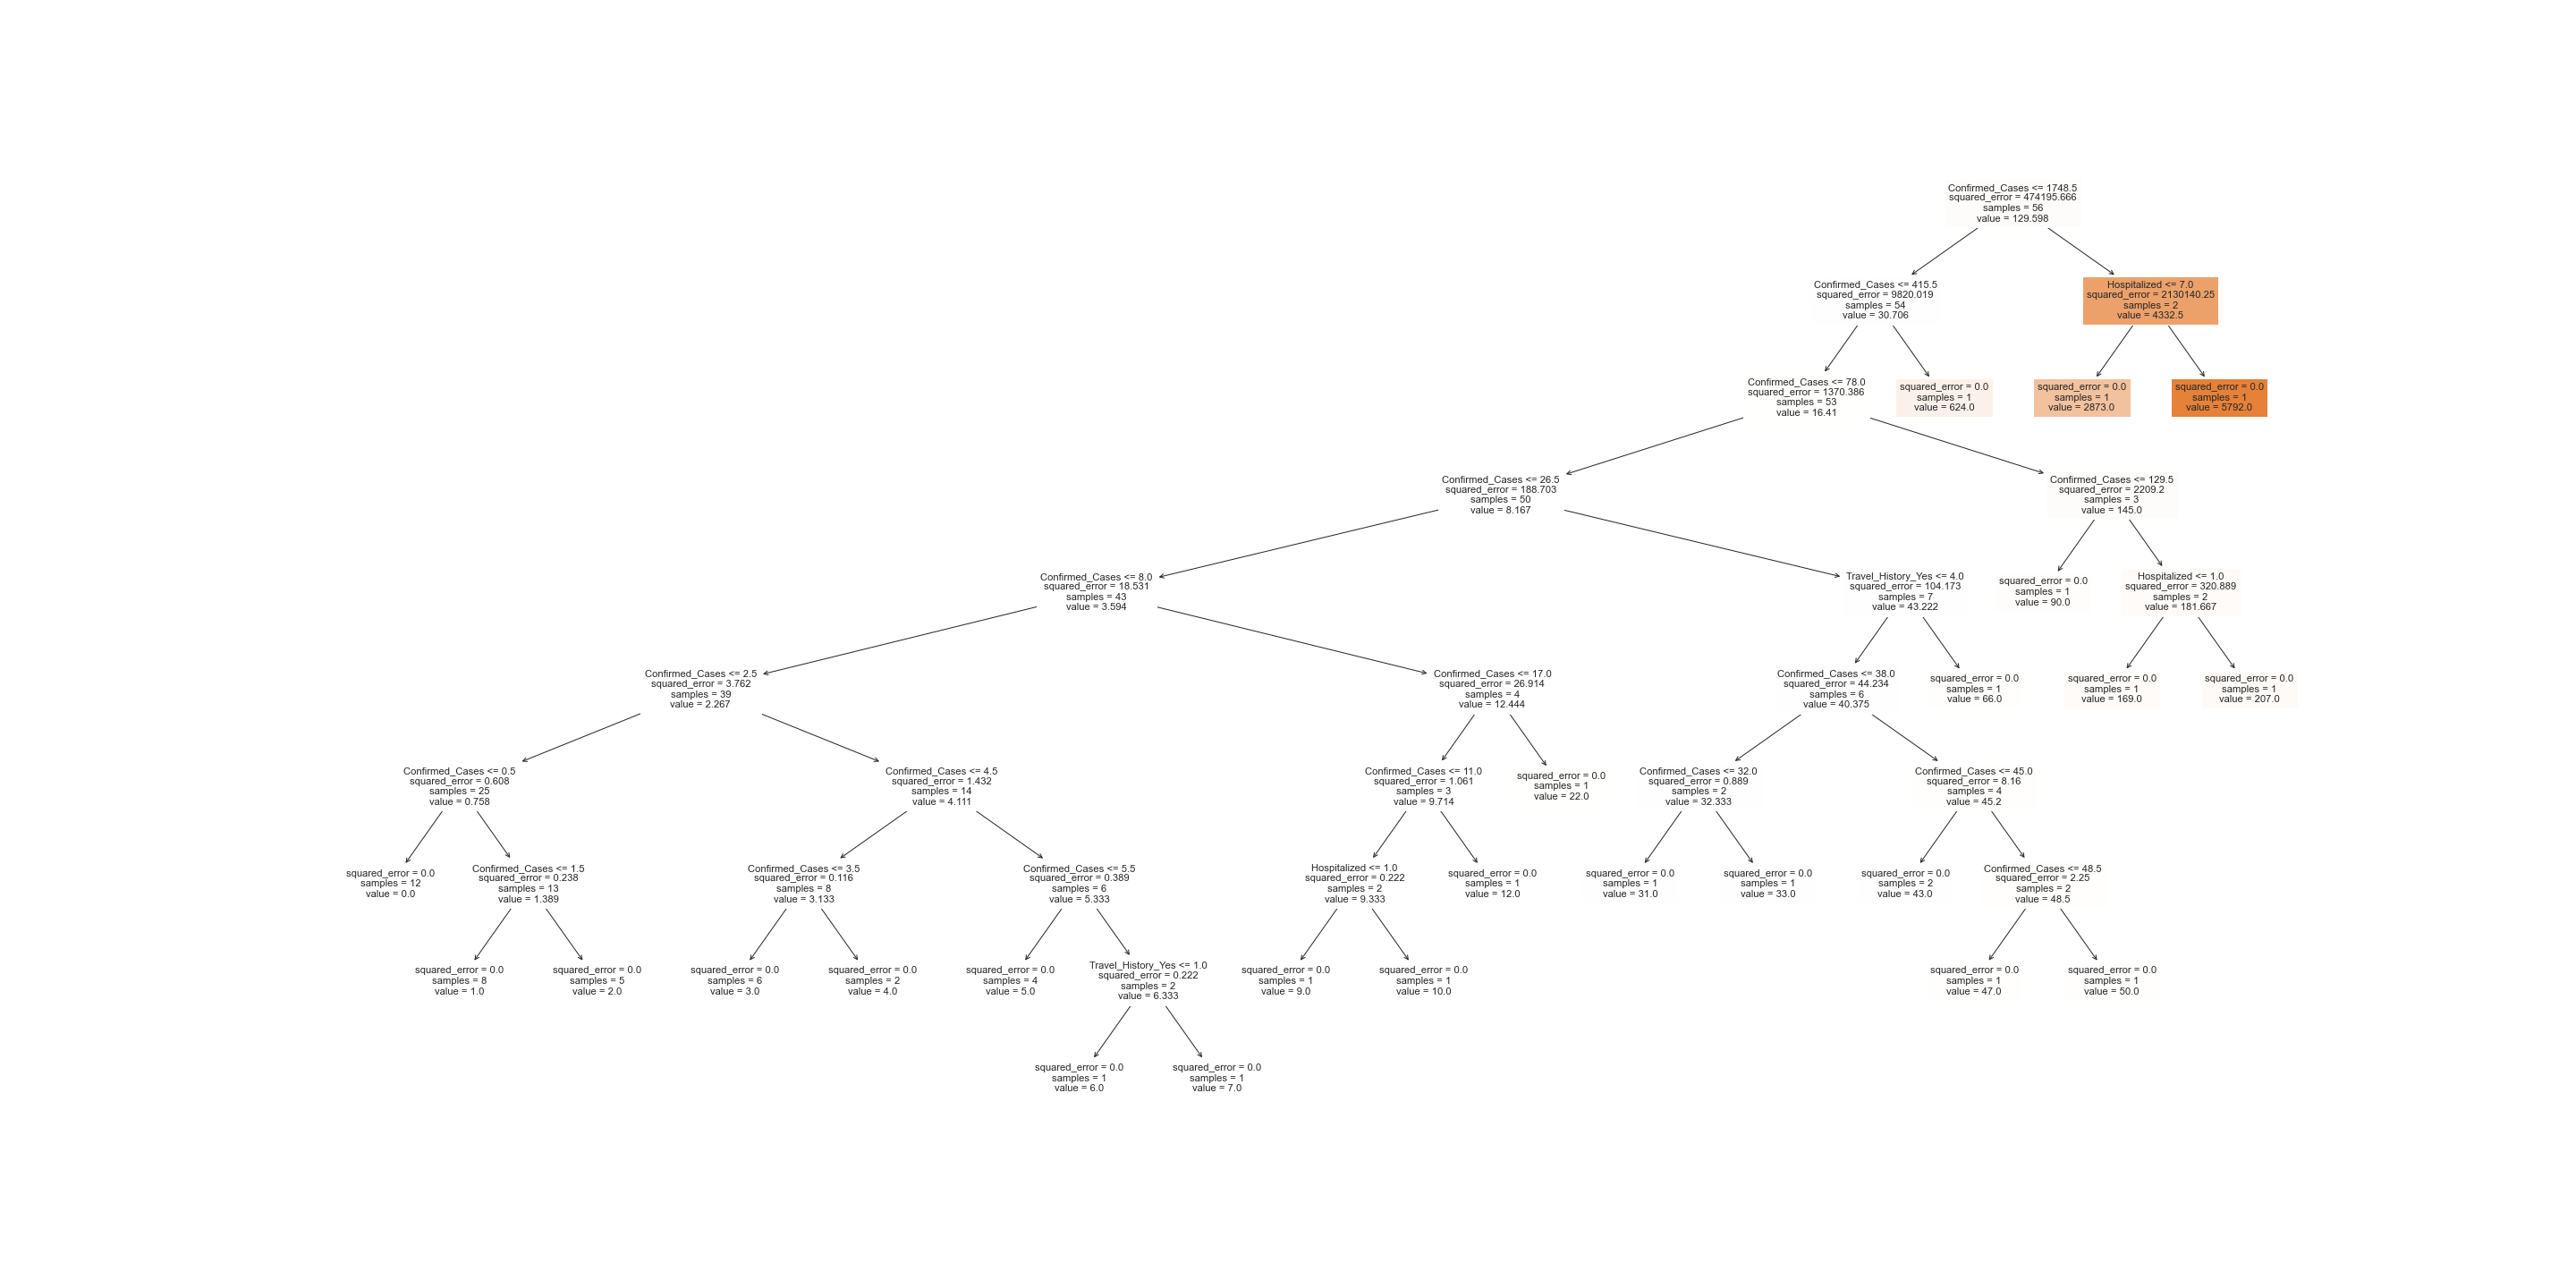 Confirmed_Cases <= 1748.5
squared_error = 474195.666
samples = 56
value = 129.598
Confirmed_Cases <= 415.5
squared_error = 9820.019
samples = 54
value = 30.706
Hospitalized <= 7.0
squared_error = 2130140.25
samples = 2
value = 4332.5
Confirmed_Cases <= 78.0
squared_error = 1370.386
samples = 53
value = 16.41
squared_error = 0.0
samples = 1
value = 624.0
squared_error = 0.0
samples = 1
value = 2873.0
squared_error = 0.0
samples = 1
value = 5792.0
Confirmed_Cases <= 26.5
squared_error = 188.703
samples = 50
value = 8.167
Confirmed_Cases <= 129.5
squared_error = 2209.2
samples = 3
value = 145.0
Confirmed_Cases <= 8.0
squared_error = 18.531
samples = 43
value = 3.594
Travel_History_Yes <= 4.0
squared_error = 104.173
samples = 7
value = 43.222
squared_error = 0.0
samples = 1
value = 90.0
Hospitalized <= 1.0
squared_error = 320.889
samples = 2
value = 181.667
Confirmed_Cases <= 2.5
squared_error = 3.762
samples = 39
value = 2.267
Confirmed_Cases <= 17.0
squared_error = 26.914
samples = 4
value = 12.444
Confirmed_Cases <= 38.0
squared_error = 44.234
samples = 6
value = 40.375
squared_error = 0.0
samples = 1
value = 66.0
squared_error = 0.0
samples = 1
value = 169.0
squared_error = 0.0
samples = 1
value = 207.0
Confirmed_Cases <= 0.5
squared_error = 0.608
samples = 25
value = 0.758
Confirmed_Cases <= 4.5
squared_error = 1.432
samples = 14
value = 4.111
Confirmed_Cases <= 11.0
squared_error = 1.061
samples = 3
value = 9.714
squared_error = 0.0
samples = 1
value = 22.0
Confirmed_Cases <= 32.0
squared_error = 0.889
samples = 2
value = 32.333
Confirmed_Cases <= 45.0
squared_error = 8.16
samples = 4
value = 45.2
squared_error = 0.0
samples = 12
value = 0.0
Confirmed_Cases <= 1.5
squared_error = 0.238
samples = 13
value = 1.389
Confirmed_Cases <= 3.5
squared_error = 0.116
samples = 8
value = 3.133
Confirmed_Cases <= 5.5
squared_error = 0.389
samples = 6
value = 5.333
Hospitalized <= 1.0
squared_error = 0.222
samples = 2
value = 9.333
squared_error = 0.0
samples = 1
value = 12.0
squared_error = 0.0
samples = 1
value = 31.0
squared_error = 0.0
samples = 1
value = 33.0
squared_error = 0.0
samples = 2
value = 43.0
Confirmed_Cases <= 48.5
squared_error = 2.25
samples = 2
value = 48.5
squared_error = 0.0
samples = 8
value = 1.0
squared_error = 0.0
samples = 5
value = 2.0
squared_error = 0.0
samples = 6
value = 3.0
squared_error = 0.0
samples = 2
value = 4.0
squared_error = 0.0
samples = 4
value = 5.0
Travel_History_Yes <= 1.0
squared_error = 0.222
samples = 2
value = 6.333
squared_error = 0.0
samples = 1
value = 9.0
squared_error = 0.0
samples = 1
value = 10.0
squared_error = 0.0
samples = 1
value = 47.0
squared_error = 0.0
samples = 1
value = 50.0
squared_error = 0.0
samples = 1
value = 6.0
squared_error = 0.0
samples = 1
value = 7.0